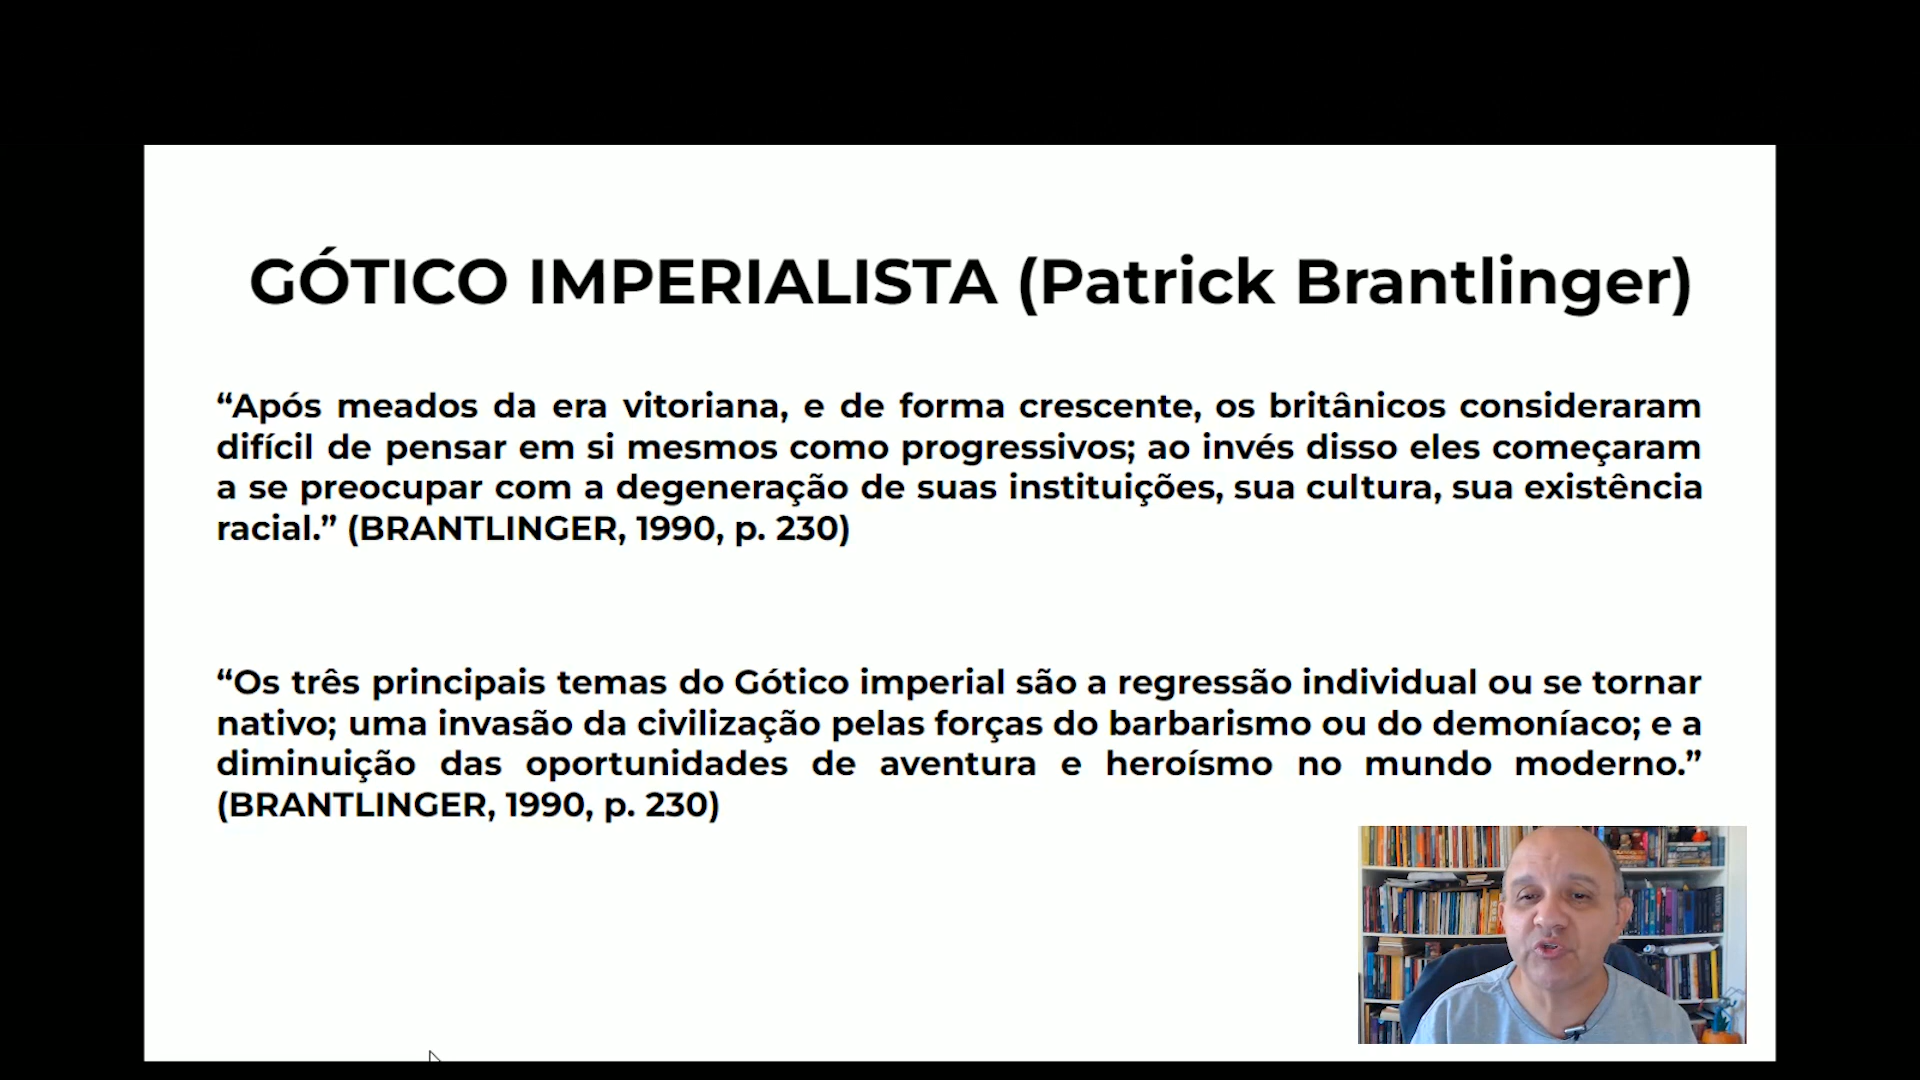 GÓTICO IMPERIALISTA (Patrick Brantlinger)
“Após meados da era vitoriana, e de forma crescente, os britânicos consideraram
difícil de pensar em si mesmos como progressivos; ao invés disso eles começaram
a se preocupar com a degeneração de suas instituições, sua cultura, sua existência
racial.” (BRANTLINGER, 1990, p. 230)
“Os três principais temas do Gótico imperial são a regressão individual ou se tornar
nativo; uma invasão da civilização pelas forças do barbarismo ou do demoníaco; e a
diminuição das oportunidades de aventura e heroísmo no mundo moderno.”
(BRANTLINGER, 1990, p. 230)